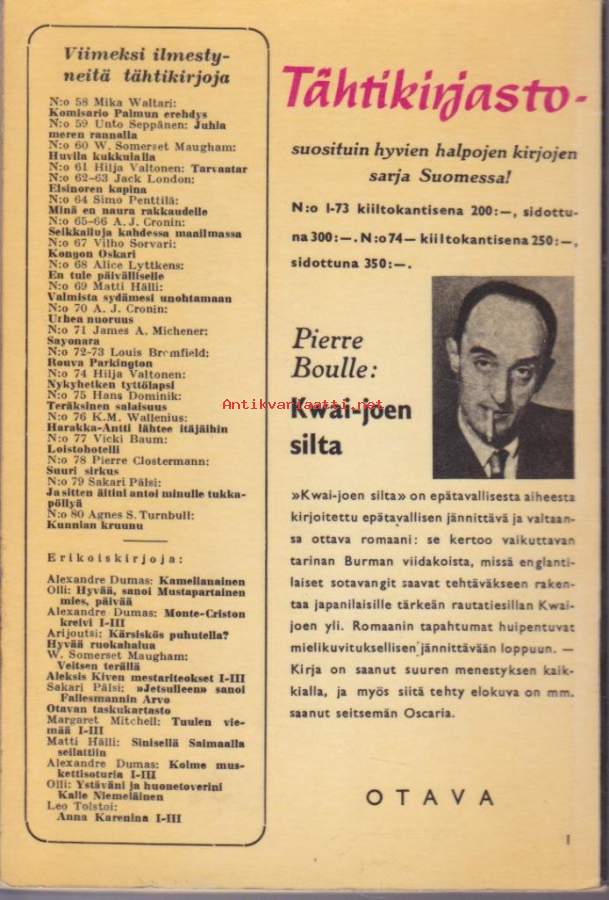 Viimeksi ilmesty-
neitä tähtikirjoja
N:o 58 Mika Waltari:
Komisario Palmun erehdys
N:o 59 Unto Seppänen: Juhla
meren rannalla
N:o 60 W. Somerset Maugham:
Huvila kukkulalla
N:o 61 Hilja Valtonen: Tarvaatar
N:o 62-63 Jack London:
Elsinoren kapina
N:o 64 Simo Penttilä:
Minä en naura rakkaudelle
N:o 65-66 A. J. Cronin:
Seikkailuja kahdessa maailmassa
N:o 67 Vilho Sorvari:
Kongon Oskari
N:o 68 Alice Lyttkens:
En tule päivälliselle
N:o 69 Matti Hälli:
Valmista sydämesi unohtamaan
N:o 70 A. J. Cronin:
Urhea nuoruus
N:o 71 James A. Michener:
Sayonara
N:o 72-73 Louis Bromfield:
Rouva Parkington
N:o 74 Hilja Valtonen:
Nykyhetken tyttölapsi
N:o 75 Hans Dominik:
Teräksinen salaisuus
N:o 76 K.M. Wallenius:
Harakka-Antti lähtee itäjäihin
N:o 77 Vicki Baum:
Loistohotelli
N:o 78 Pierre Clostermann:
Suuri sirkus
N:o 79 Sakari Pälsi:
Ja sitten äitini antoi minulle tukka-
pöllyä
N:o 80 Agnes S. Turnbull:
Kunnian kruunu
Erikoiskirjoja:
Alexandre Dumas: Kamelianainen
Olli: Hyvää, sanoi Mustapartainen
mies, päivää
Alexandre Dumas: Monte-Criston
kreivi I-III
Arijoutsi: Kärsiskös puhutella?
Hyvää ruokahalua
W. Somerset Maugham:
Veitsen terällä
Aleksis Kiven mestariteokset I-III
Sakari Pälsi: »Jetsulleen» sanoi
Fallesmannin Arvo
Otavan taskukartasto
Margaret Mitchell: Tuulen vie-
mää I-III
Matti Hälli: Sinisellä Saimaalla
seilattiin
Alexandre Dumas: Kolme mus-
kettisoturia I-III
Olli: Ystäväni ja huonetoverini
Kalle Niemeläinen
Leo Tolstoi:
Anna Karenina I-III
Tähtikirjasto-
suosituin hyvien halpojen kirjojen
sarja Suomessa!
N:o 1-73 kiiltokantisena 200:—, sidottu-
na 300:—. N:o 74— kiiltokantisena 250:—,
sidottuna 350:—.
Pierre
Boulle:
Antikvariaatti.net
Kwai-joen
silta
»Kwai-joen silta» on epätavallisesta aiheesta
kirjoitettu epätavallisen jännittävä ja valtaan-
sa ottava romaani: se kertoo vaikuttavan
tarinan Burman viidakoista, missä englanti-
laiset sotavangit saavat tehtäväkseen raken-
taa japanilaisille tärkeän rautatiesillan Kwai-
joen yli. Romaanin tapahtumat huipentuvat
mielikuvituksellisen jännittävään loppuun. —
Kirja on saanut suuren menestyksen kaik-
kialla, ja myös siitä tehty elokuva on mm.
saanut seitsemän Oscaria.
OTAVA
I